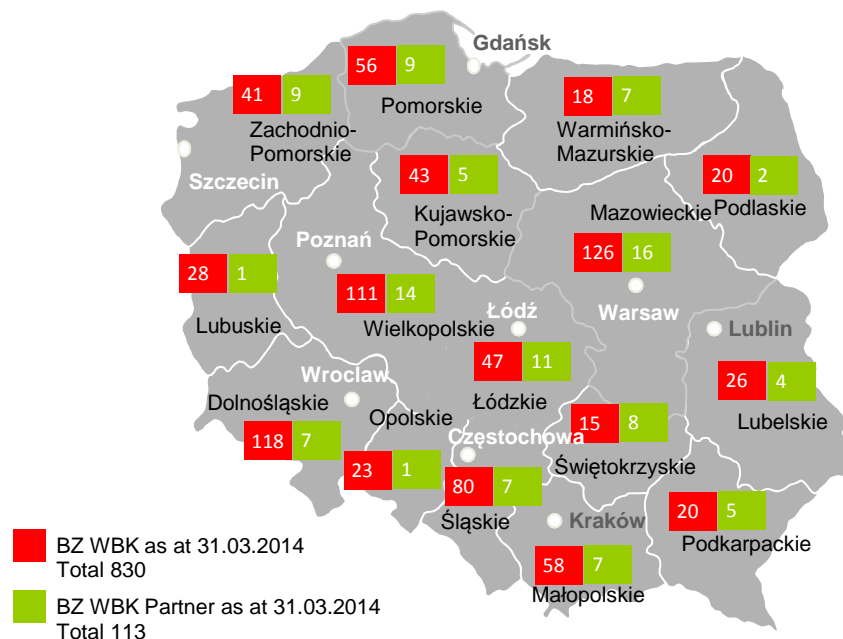 Gdańsk
56 9
Pomorskie
41 9
Zachodnio-
Pomorskie
18 7
Warmińsko-
Mazurskie
Szczecin
43 5
Kujawsko-
Pomorskie
20 2
Podlaskie
Mazowieckie
126 16
Warsaw
Poznań
28 1
Lubuskie
111 14
Wielkopolskie
Łódź
47 11
Łódzkie
Lublin
26 4
Lubelskie
Wroclaw
Dolnośląskie
118 7
Opolskie
23 1
Częstochowa
80 7
Śląskie
15 8
Świętokrzyskie
Kraków
58 7
Małopolskie
20 5
Podkarpackie
BZ WBK as at 31.03.2014
Total 830
BZ WBK Partner as at 31.03.2014
Total 113